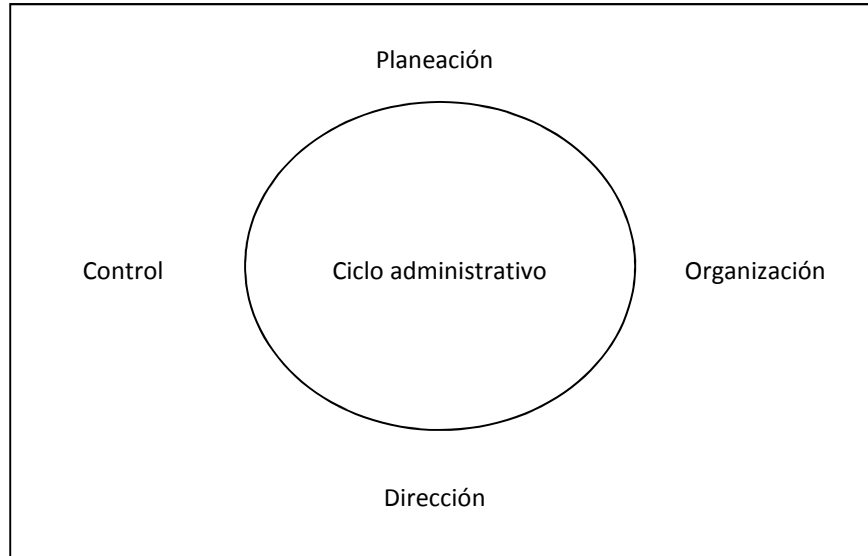 Planeación
Control
Ciclo administrativo
Organización
Dirección